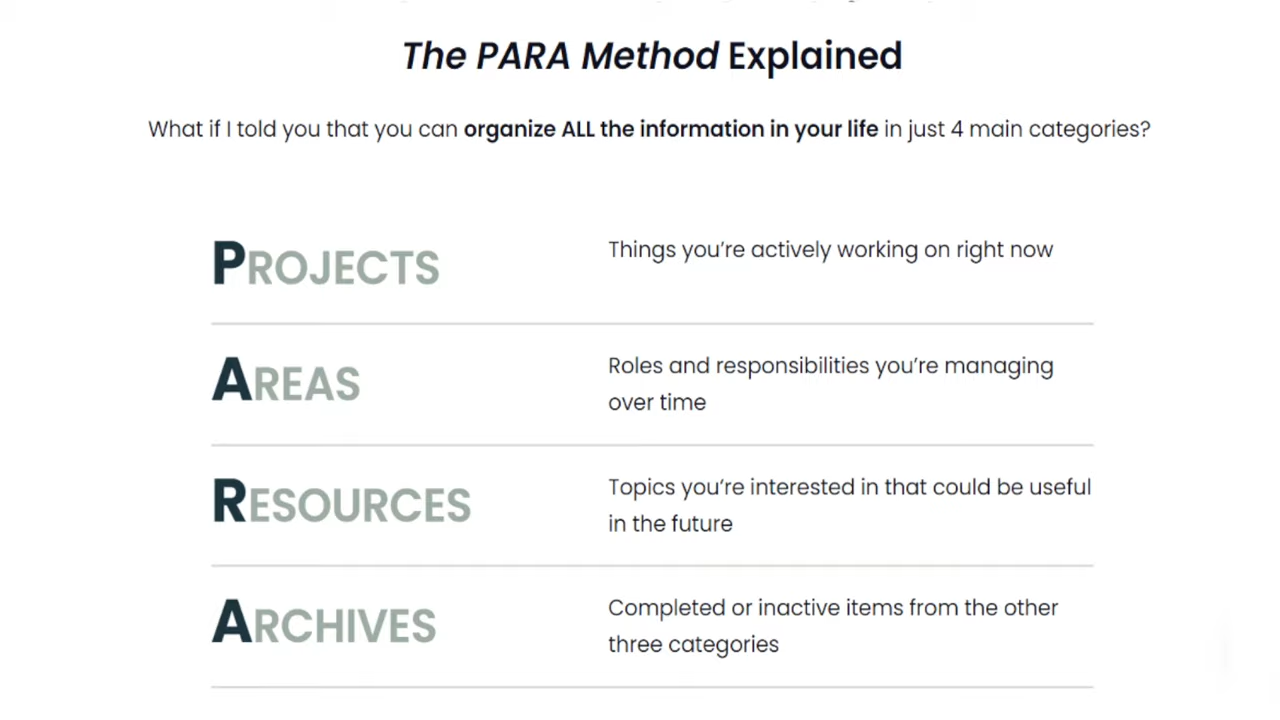 The PARA Method Explained
What if I told you that you can organize ALL the information in your life in just 4 main categories?
PROJECTS
Things you’re actively working on right now
AREAS
Roles and responsibilities you’re managing
over time
RESOURCES
Topics you’re interested in that could be useful
in the future
ARCHIVES
Completed or inactive items from the other
three categories